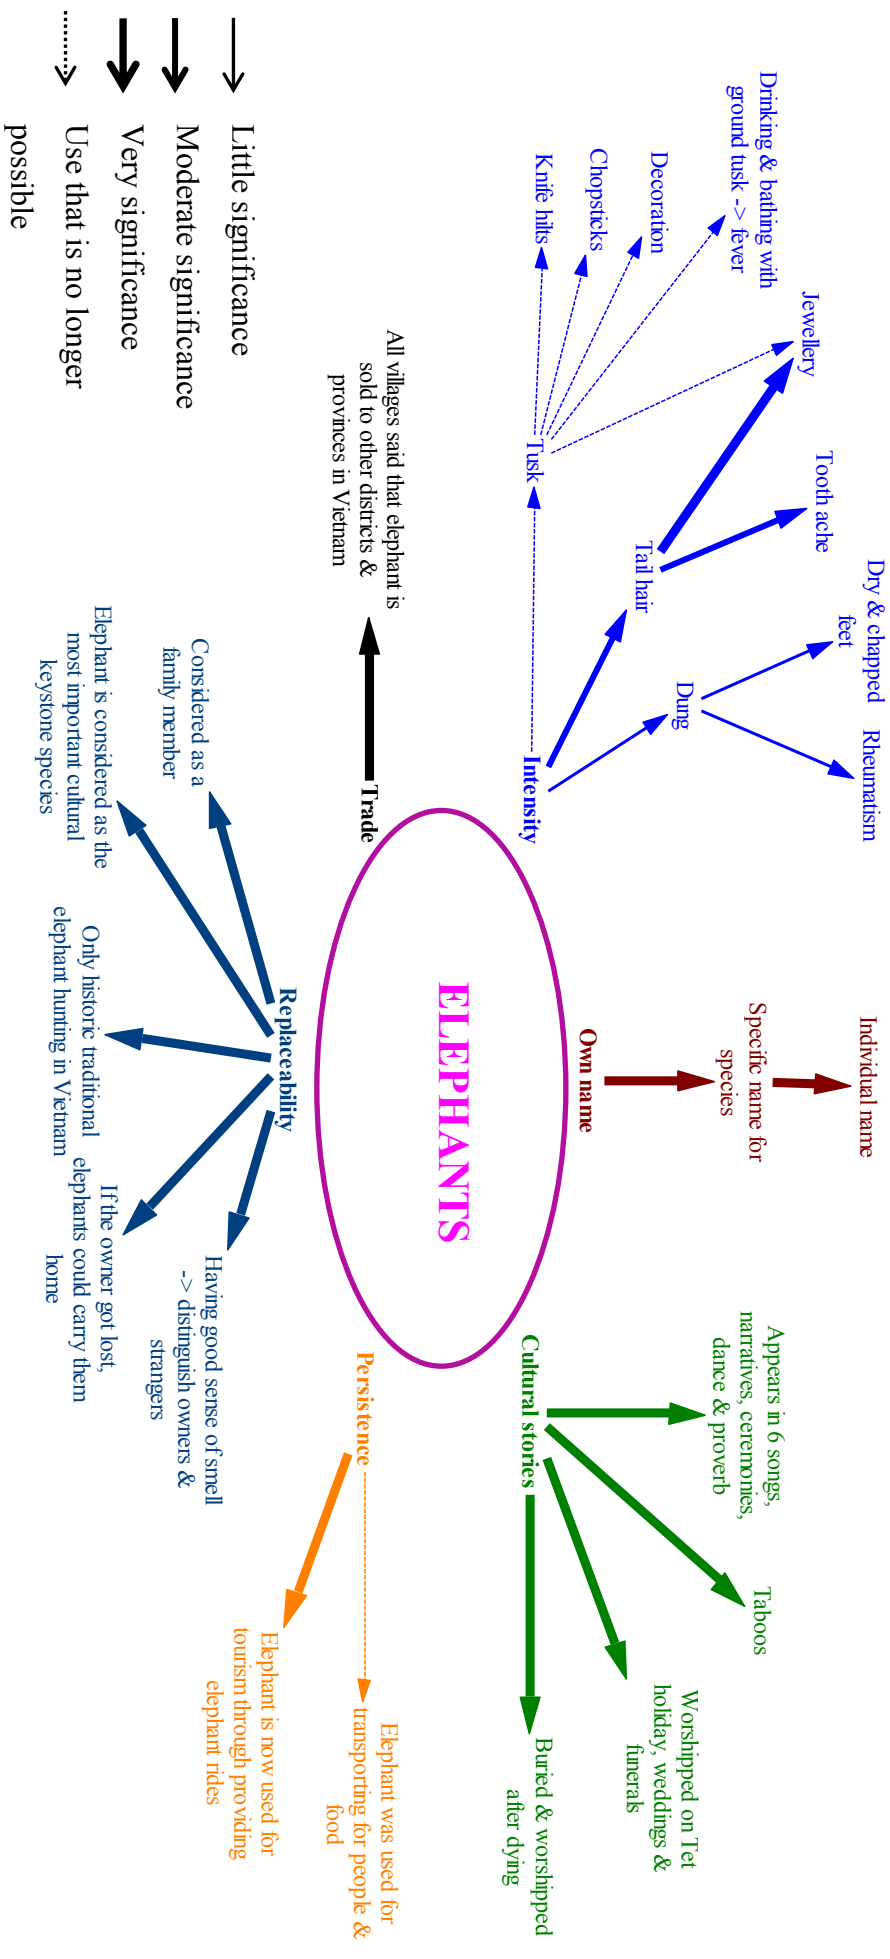 Dry & chapped
feet
Rheumatism
Individual name
Tooth ache
Jewellery
Drinking & bathing with
ground tusk -> fever
Decoration
Chopsticks
Knife hilts
Tusk
Tail hair
Dung
Intensity
Specific name for
species
Own name
Appears in 6 songs,
narratives, ceremonies,
dance & proverb
Taboos
Worshipped on Tet
holiday, weddings &
funerals
Cultural stories
Buried & worshipped
after dying
ELEPHANTS
All villages said that elephant is
sold to other districts &
provinces in Vietnam
Trade
Persistence
Elephant was used for
transporting for people &
food
Elephant is now used for
tourism through providing
elephant rides
Replaceability
Considered as a
family member
Elephant is considered as the
most important cultural
keystone species
Only historic traditional
elephant hunting in Vietnam
If the owner got lost,
elephants could carry them
home
Having good sense of smell
-> distinguish owners &
strangers
Little significance
Moderate significance
Very significance
Use that is no longer
possible